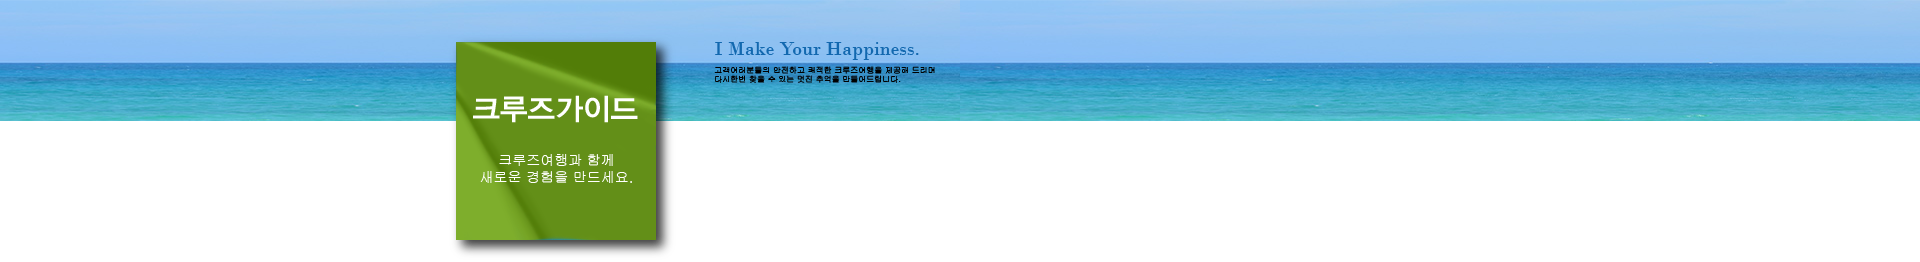 I Make Your Happiness.
고객여러분들의 안전하고 쾌적한 크루즈여행을 제공해 드리며
다시한번 찾을 수 있는 멋진 추억을 만들어드립니다.
크루즈가이드
크루즈여행과 함께
새로운 경험을 만드세요.